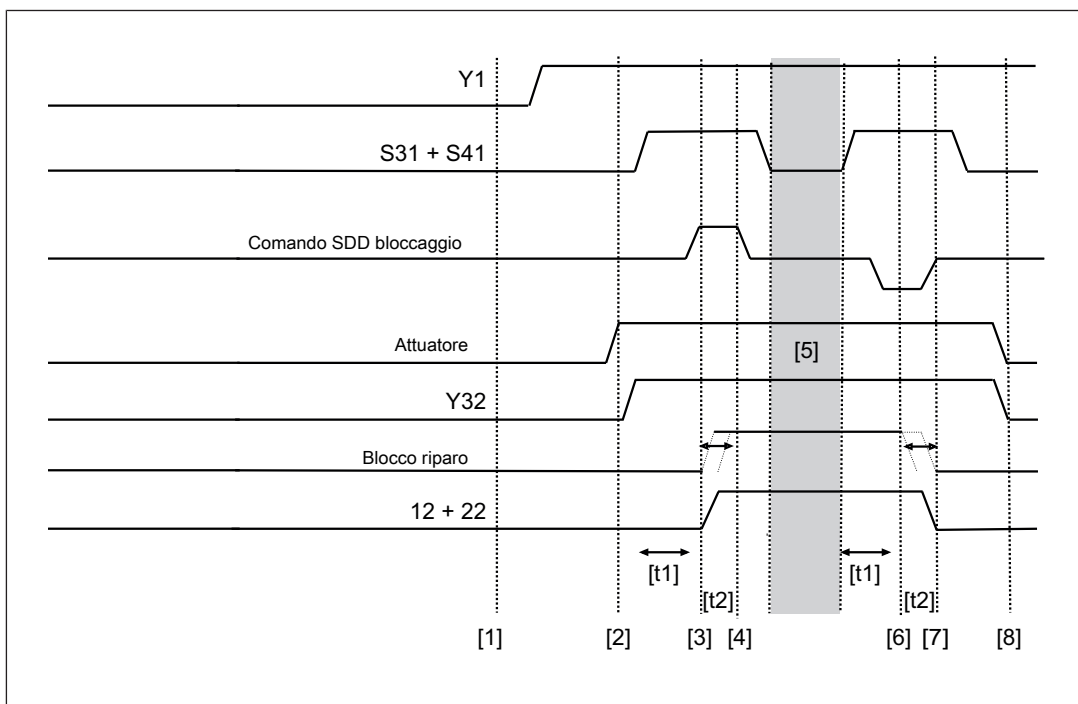 Y1
S31 + S41
Comando SDD bloccaggio
Attuatore
[5]
Y32
Blocco riparo
12 + 22
[t1] [t1]
[t2] [t2]
[1] [2] [3] [4] [6] [7] [8]